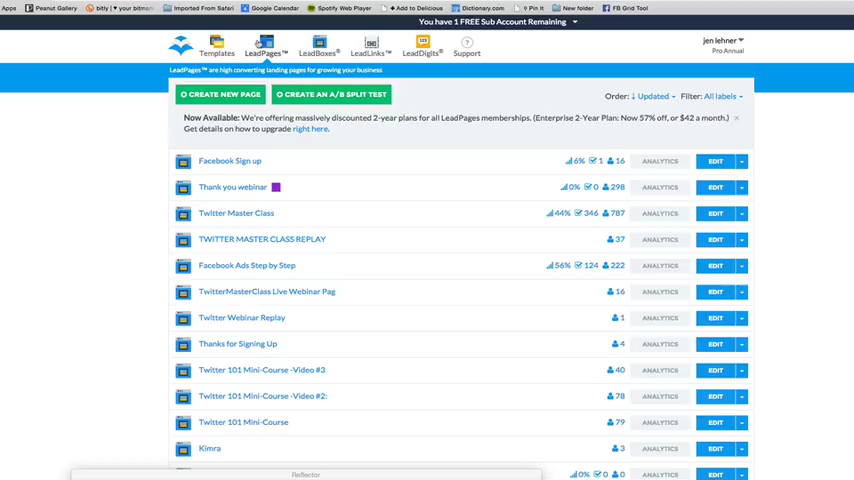 Apps Peanut Gallery bitly | your bitmar Imported From Safari Google Calendar Spotify Web Player + Add to Delicious Dictionary.com Pin It New folder FB Grid Tool
You have 1 FREE Sub Account Remaining
Templates LeadPages™ LeadBoxes® LeadLinks™ LeadDigits® Support
jen lehner
Pro Annual
LeadPages™ are high converting landing pages for growing your business
CREATE NEW PAGE CREATE AN A/B SPLIT TEST Order: Updated Filter: All labels
Now Available: We're offering massively discounted 2-year plans for all LeadPages memberships. (Enterprise 2-Year Plan: Now 57% off, or $42 a month.) ×
Get details on how to upgrade right here.
Facebook Sign up 6% 1 16 ANALYTICS EDIT
Thank you webinar 0% 0 298 ANALYTICS EDIT
Twitter Master Class 44% 346 787 ANALYTICS EDIT
TWITTER MASTER CLASS REPLAY 37 ANALYTICS EDIT
Facebook Ads Step by Step 56% 124 222 ANALYTICS EDIT
TwitterMasterClass Live Webinar Pag 16 ANALYTICS EDIT
Twitter Webinar Replay 1 ANALYTICS EDIT
Thanks for Signing Up 4 ANALYTICS EDIT
Twitter 101 Mini-Course -Video #3 40 ANALYTICS EDIT
Twitter 101 Mini-Course -Video #2: 78 ANALYTICS EDIT
Twitter 101 Mini-Course 79 ANALYTICS EDIT
Kimra 3 ANALYTICS EDIT
0% 0 0 ANALYTICS EDIT
Reflector